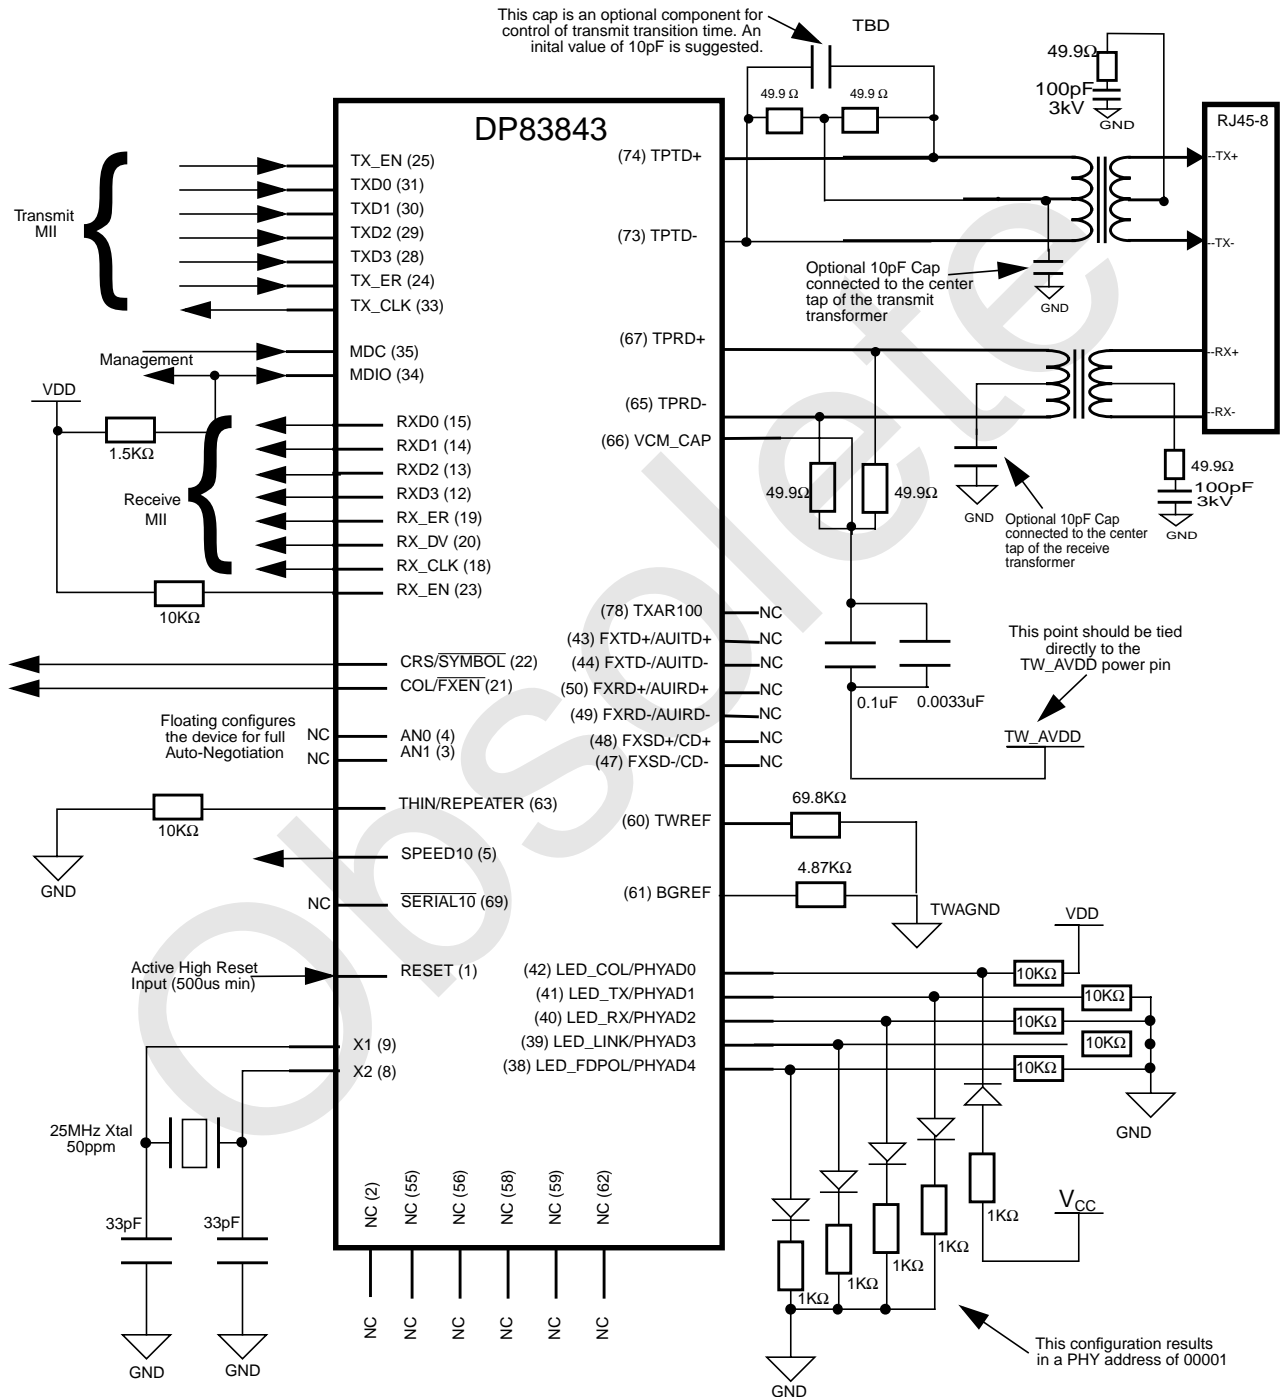 This cap is an optional component for
control of transmit transition time. An
inital value of 10pF is suggested.
TBD
49.9 Ω
49.9 Ω
49.9Ω
100pF
3kV
GND
DP83843
RJ45-8
Transmit
MII
TX_EN (25)
TXD0 (31)
TXD1 (30)
TXD2 (29)
TXD3 (28)
TX_ER (24)
TX_CLK (33)
Management
MDC (35)
MDIO (34)
VDD
1.5KΩ
Receive
MII
RXD0 (15)
RXD1 (14)
RXD2 (13)
RXD3 (12)
RX_ER (19)
RX_DV (20)
RX_CLK (18)
RX_EN (23)
10KΩ
CRS/SYMBOL (22)
COL/FXEN (21)
Floating configures
the device for full
Auto-Negotiation
NC
NC
AN0 (4)
AN1 (3)
THIN/REPEATER (63)
10KΩ
GND
SPEED10 (5)
NC
SERIAL10 (69)
Active High Reset
Input (500us min)
RESET (1)
X1 (9)
X2 (8)
25MHz Xtal
50ppm
33pF
33pF
GND
GND
NC (2)
NC (55)
NC (56)
NC (58)
NC (59)
NC (62)
NC
NC
NC
NC
NC
NC
(74) TPTD+
(73) TPTD-
--TX+
--TX-
Optional 10pF Cap
connected to the center
tap of the transmit
transformer
GND
(67) TPRD+
(65) TPRD-
(66) VCM_CAP
--RX+
--RX-
49.9Ω
49.9Ω
GND
Optional 10pF Cap
connected to the center
tap of the receive
transformer
49.9Ω
100pF
3kV
GND
(78) TXAR100
(43) FXTD+/AUITD+
(44) FXTD-/AUITD-
(50) FXRD+/AUIRD+
(49) FXRD-/AUIRD-
(48) FXSD+/CD+
(47) FXSD-/CD-
NC
NC
NC
NC
NC
NC
NC
0.1uF
0.0033uF
This point should be tied
directly to the
TW_AVDD power pin
TW_AVDD
(60) TWREF
69.8KΩ
(61) BGREF
4.87KΩ
TWAGND
VDD
(42) LED_COL/PHYAD0
(41) LED_TX/PHYAD1
(40) LED_RX/PHYAD2
(39) LED_LINK/PHYAD3
(38) LED_FDPOL/PHYAD4
10KΩ
10KΩ
10KΩ
10KΩ
10KΩ
GND
1KΩ
1KΩ
1KΩ
1KΩ
1KΩ
VCC
GND
This configuration results
in a PHY address of 00001
Obsolete